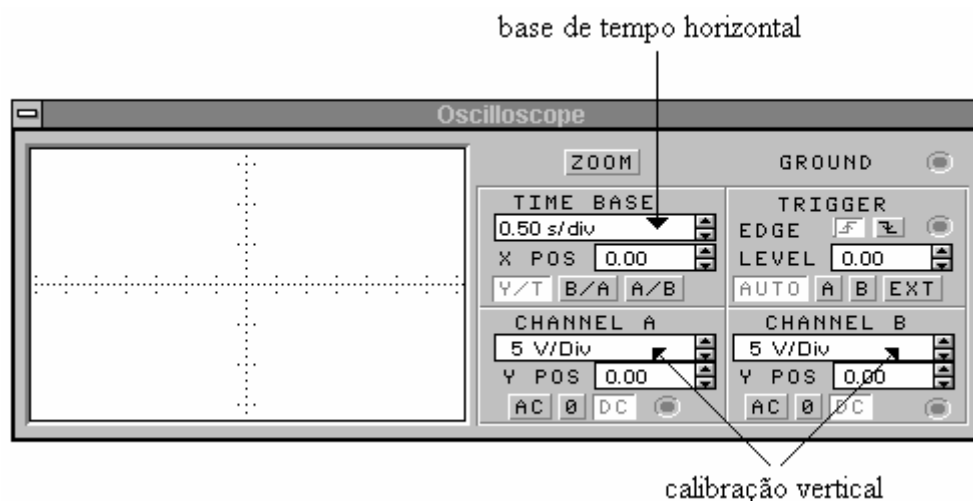 base de tempo horizontal
Oscilloscope
ZOOM
GROUND
TIME BASE
0.50 s/div
X POS 0.00
Y/T B/A A/B
TRIGGER
EDGE
LEVEL 0.00
AUTO A B EXT
CHANNEL A
5 V/Div
Y POS 0.00
AC 0 DC
CHANNEL B
5 V/Div
Y POS 0.00
AC 0 DC
calibração vertical